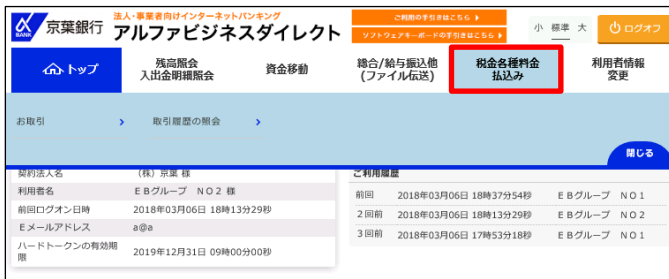 法人・事業者向けインターネットバンキング
京葉銀行 アルファビジネスダイレクト
BANK
ご利用の手引きはこちら
ソフトウェアキーボードの手引きはこちら
小 標準 大
ログオフ
トップ
残高照会
入出金明細照会
資金移動
総合/給与振込他
(ファイル伝送)
税金各種料金
払込み
利用者情報
変更
お取引
取引履歴の照会
閉じる
契約法人名 (株) 京葉 様
利用者名 EBグループ NO2 様
前回ログオン日時 2018年03月06日 18時13分29秒
Eメールアドレス a@a
ハードトークンの有効期
限 2019年12月31日 09時00分00秒
ご利用履歴
前回 2018年03月06日 18時37分54秒 EBグループ NO1
2回前 2018年03月06日 18時13分29秒 EBグループ NO2
3回前 2018年03月06日 17時53分18秒 EBグループ NO1